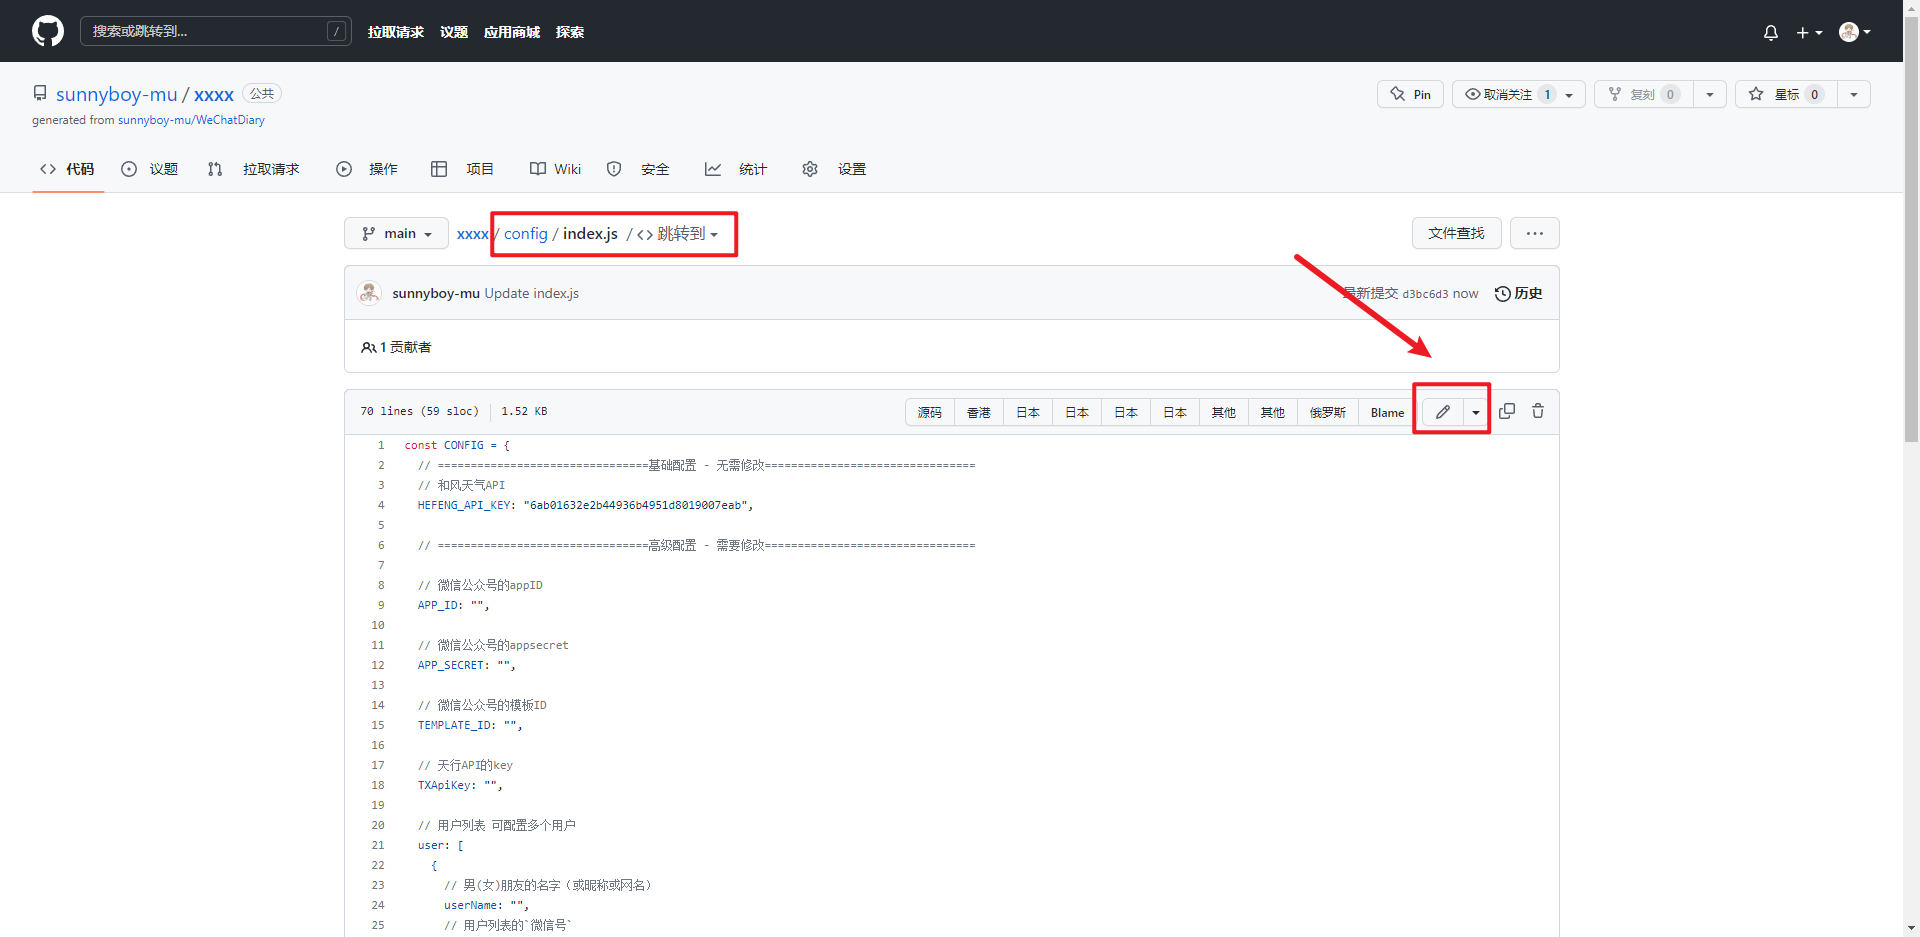 搜索或跳转到... /
拉取请求 议题 应用商城 探索
sunnyboy-mu / xxxx 公共
generated from sunnyboy-mu/WeChatDiary
Pin 取消关注 1 复刻 0 星标 0
代码 议题 拉取请求 操作 项目 Wiki 安全 统计 设置
main xxxx / config / index.js / <> 跳转到
文件查找 ...
sunnyboy-mu Update index.js
最新提交 d3bc6d3 now 历史
1 贡献者
70 lines (59 sloc) 1.52 KB
源码 香港 日本 日本 日本 日本 其他 其他 俄罗斯 Blame
1 const CONFIG = {
2 // ================================基础配置 - 无需修改================================
3 // 和风天气API
4 HEFENG_API_KEY: "6ab01632e2b44936b4951d8019007eab",
5
6 // ================================高级配置 - 需要修改================================
7
8 // 微信公众号的appID
9 APP_ID: "",
10
11 // 微信公众号的appsecret
12 APP_SECRET: "",
13
14 // 微信公众号的模板ID
15 TEMPLATE_ID: "",
16
17 // 天行API的key
18 TXApiKey: "",
19
20 // 用户列表 可配置多个用户
21 user: [
22 {
23 // 男(女)朋友的名字（或昵称或网名）
24 userName: "",
25 // 用户列表的`微信号`